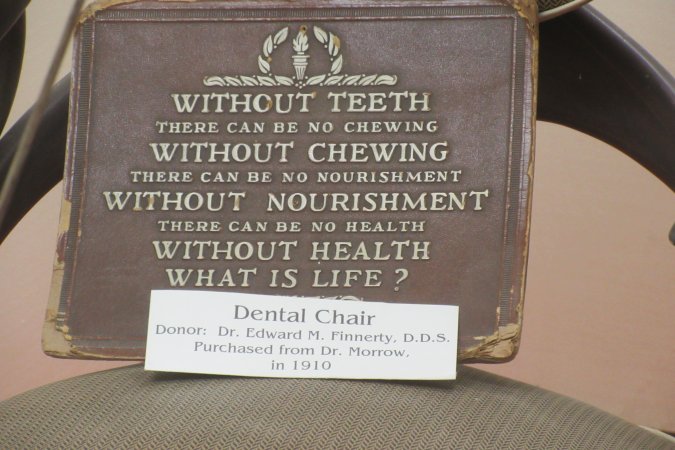 WITHOUT TEETH
THERE CAN BE NO CHEWING
WITHOUT CHEWING
THERE CAN BE NO NOURISHMENT
WITHOUT NOURISHMENT
THERE CAN BE NO HEALTH
WITHOUT HEALTH
WHAT IS LIFE?
Dental Chair
Donor: Dr. Edward M. Finnerty, D.D.S.
Purchased from Dr. Morrow,
in 1910